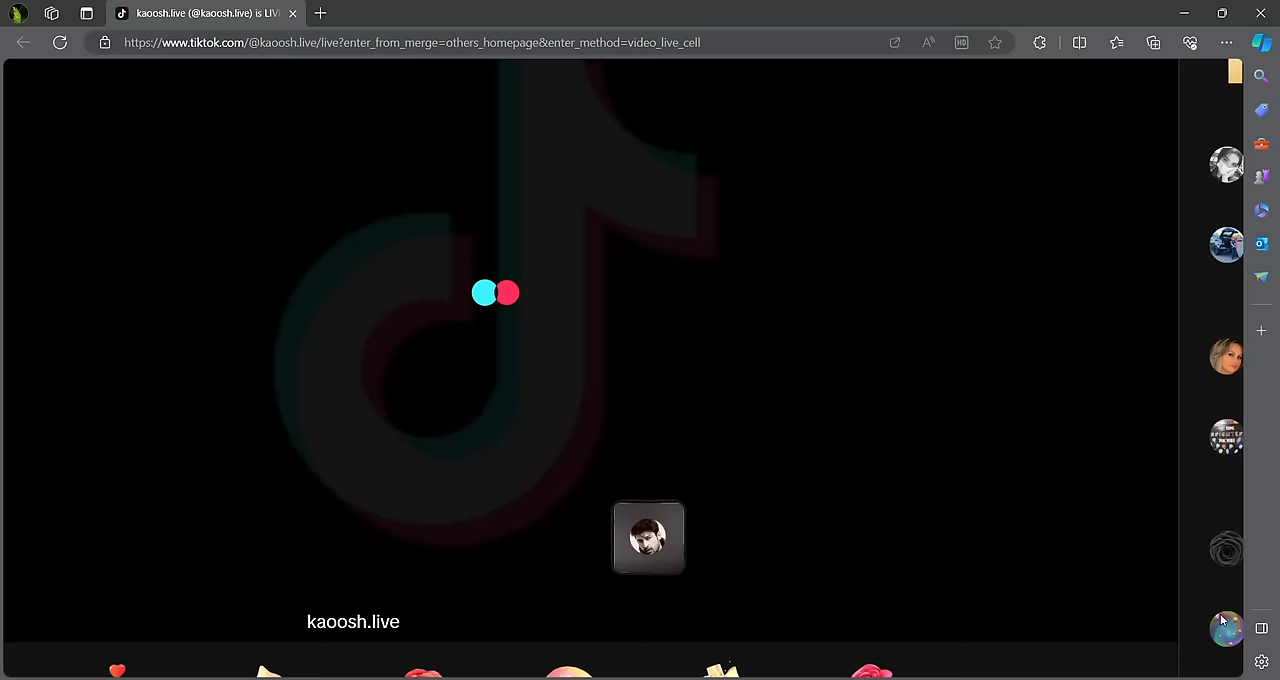 kaoosh.live (@kaoosh.live) is LIV
https://www.tiktok.com/@kaoosh.live/live?enter_from_merge=others_homepage&enter_method=video_live_cell
kaoosh.live